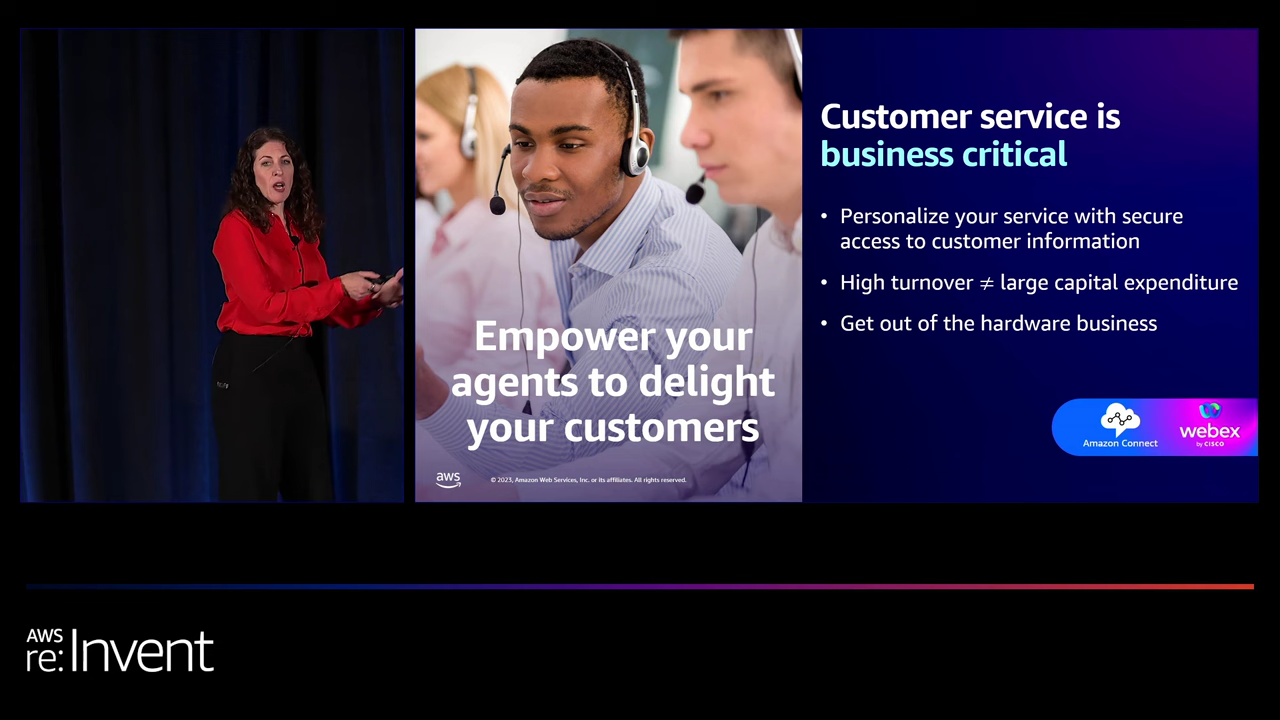 Customer service is
business critical
• Personalize your service with secure
access to customer information
• High turnover ≠ large capital expenditure
• Get out of the hardware business
Empower your
agents to delight
your customers
aws
© 2023, Amazon Web Services, Inc. or its affiliates. All rights reserved.
Amazon Connect
webex
by CISCO
AWS
re:Invent